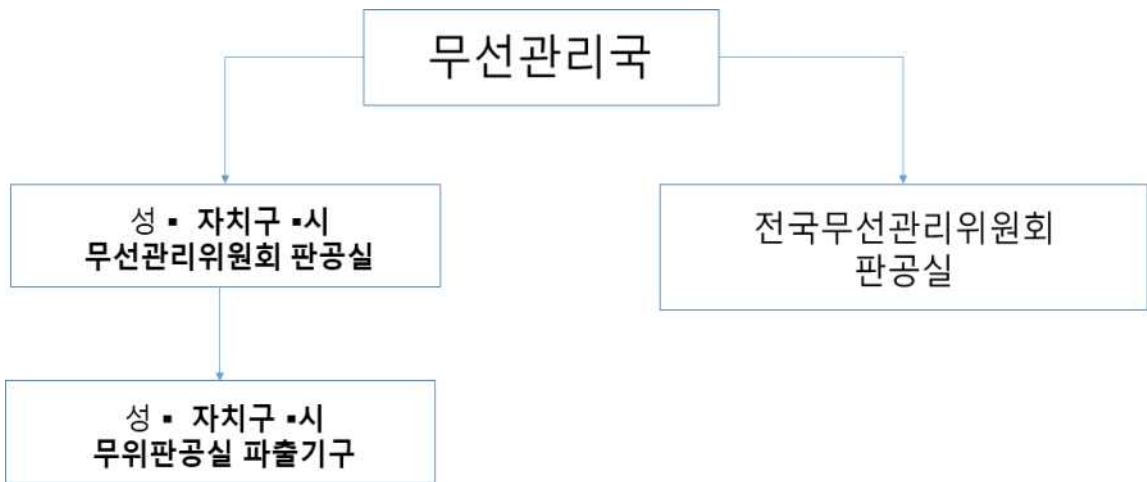 무선관리국
성 ▪ 자치구 ▪시
무선관리위원회 판공실
전국무선관리위원회
판공실
성 ▪ 자치구 ▪시
무위판공실 파출기구